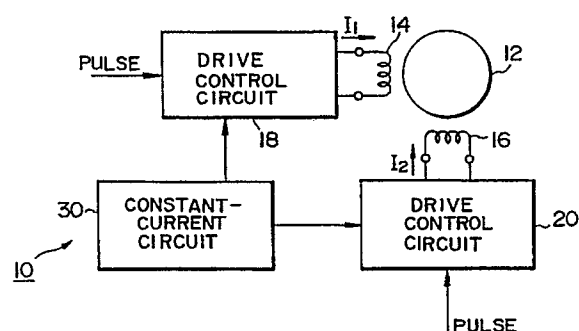 I1
14
PULSE
DRIVE
CONTROL
CIRCUIT
12
18
16
I2
30
CONSTANT-
CURRENT
CIRCUIT
DRIVE
CONTROL
CIRCUIT
20
10
PULSE